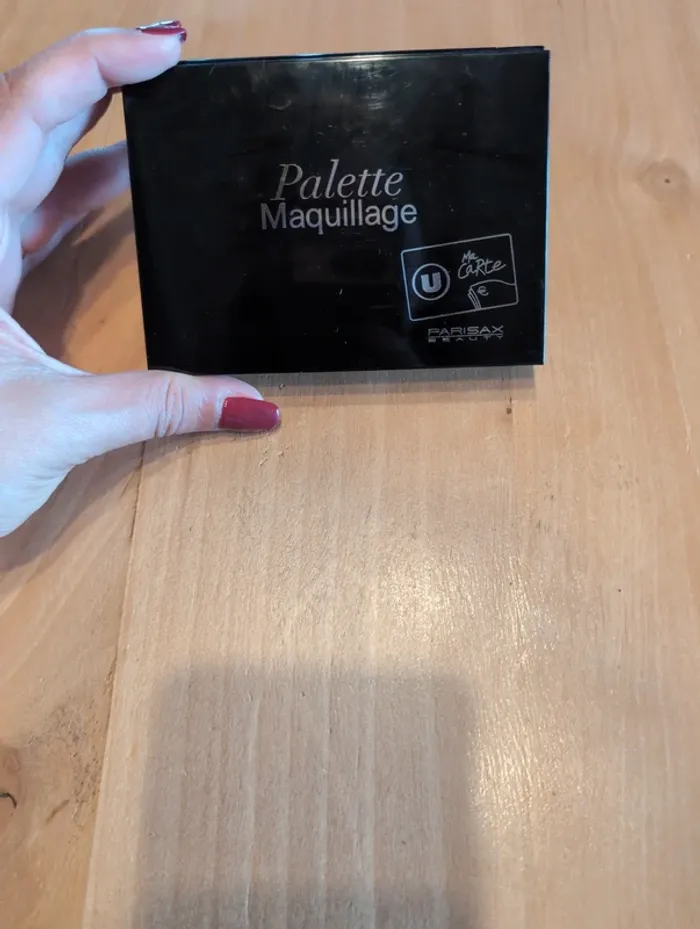 Palette
Maquillage
U
Ma
CaRte
€
PARISAX
BEAUTY